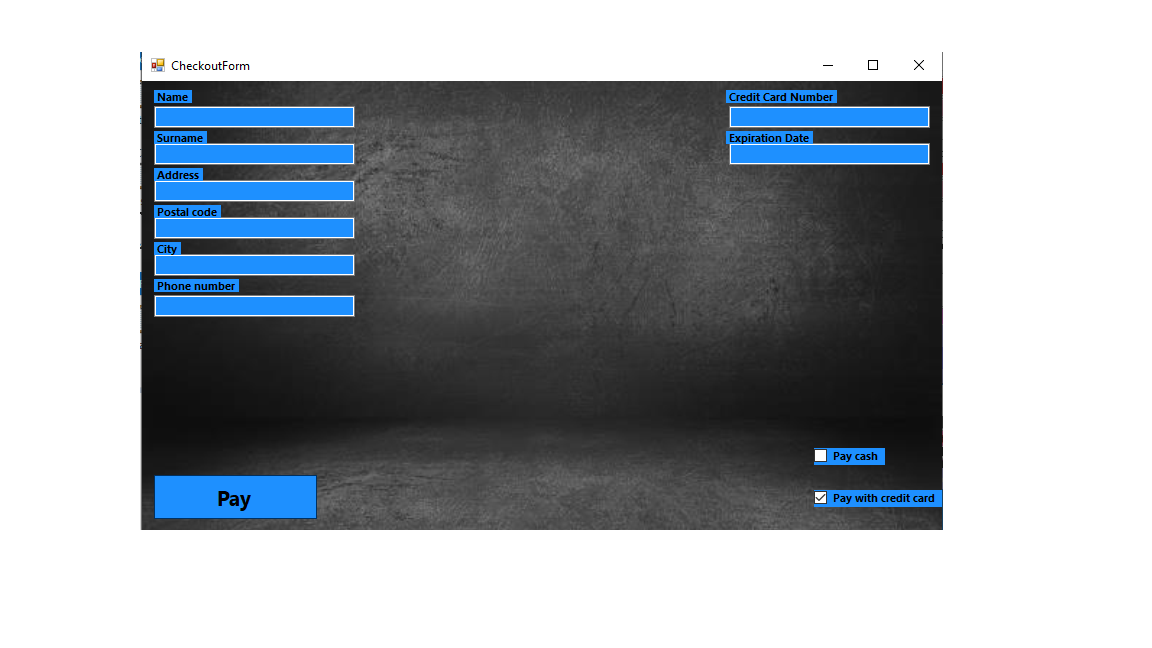 CheckoutForm
Name
Surname
Address
Postal code
City
Phone number
Credit Card Number
Expiration Date
Pay cash
Pay with credit card
Pay